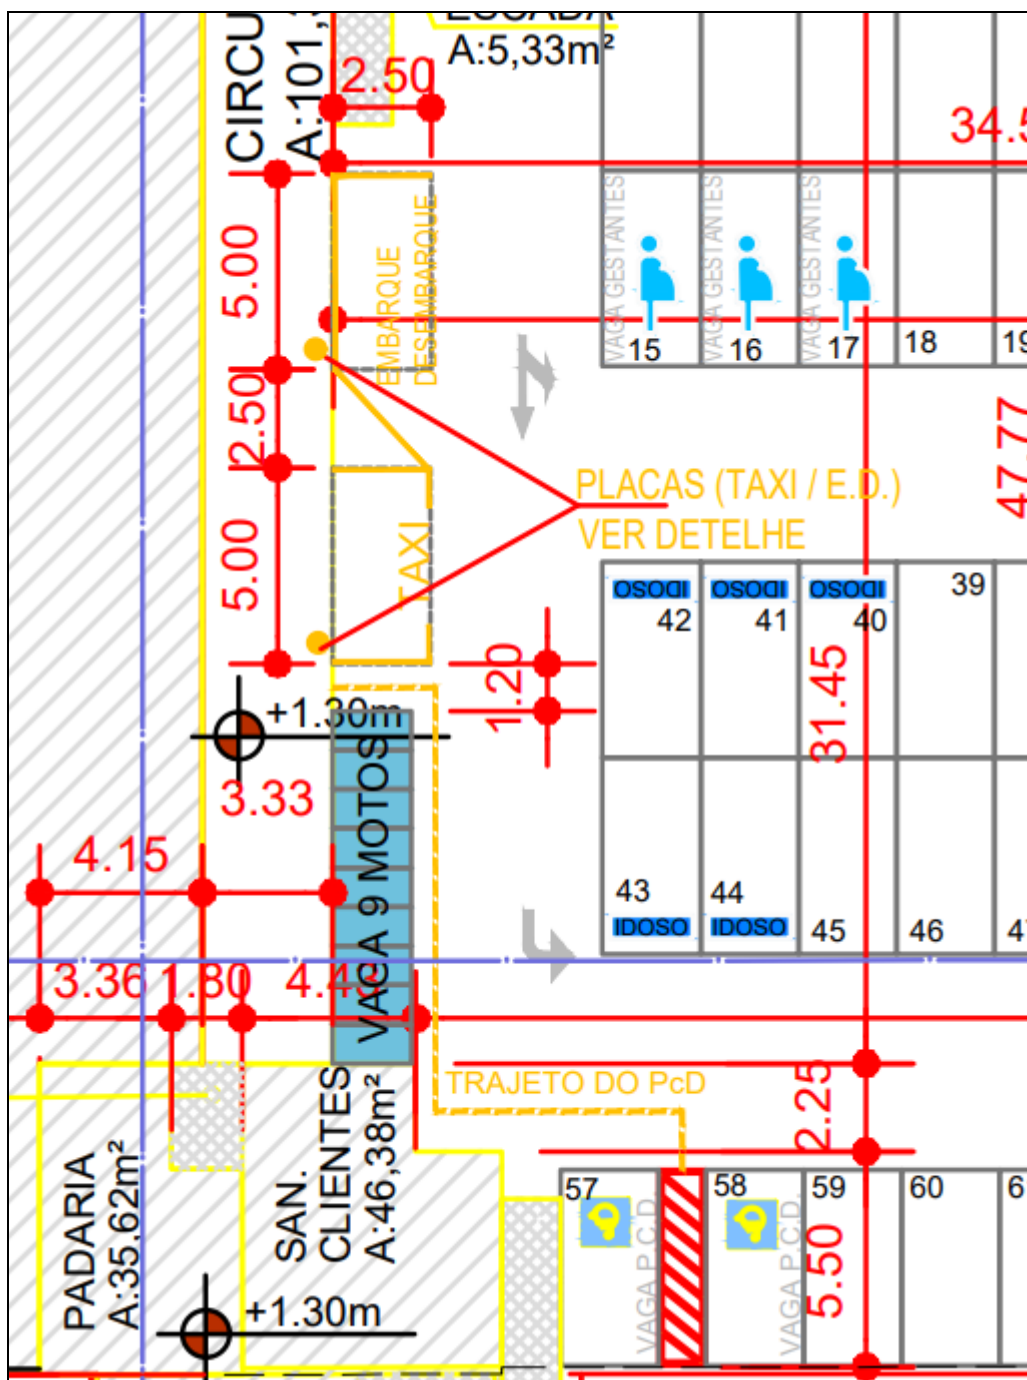 ESCADA
A:5,33m²
CIRCU
A:101,
2.50
34.5
5.00
EMBARQUE
DESEMBARQUE
VAGA GESTANTES
VAGA GESTANTES
VAGA GESTANTES
15
16
17
18
19
2.50
47.77
PLACAS (TAXI / E.D.)
VER DETELHE
5.00
TAXI
IDOSO
IDOSO
IDOSO
39
42
41
40
1.20
31.45
+1.30m
3.33
VAGA 9 MOTOS
4.15
43
44
IDOSO
IDOSO
45
46
47
3.36
1.80
4.43
TRAJETO DO PcD
2.25
PADARIA
A:35,62m²
SAN.
CLIENTES
A:46,38m²
57
58
59
60
6
VAGA P.C.D.
VAGA P.C.D.
5.50
+1.30m